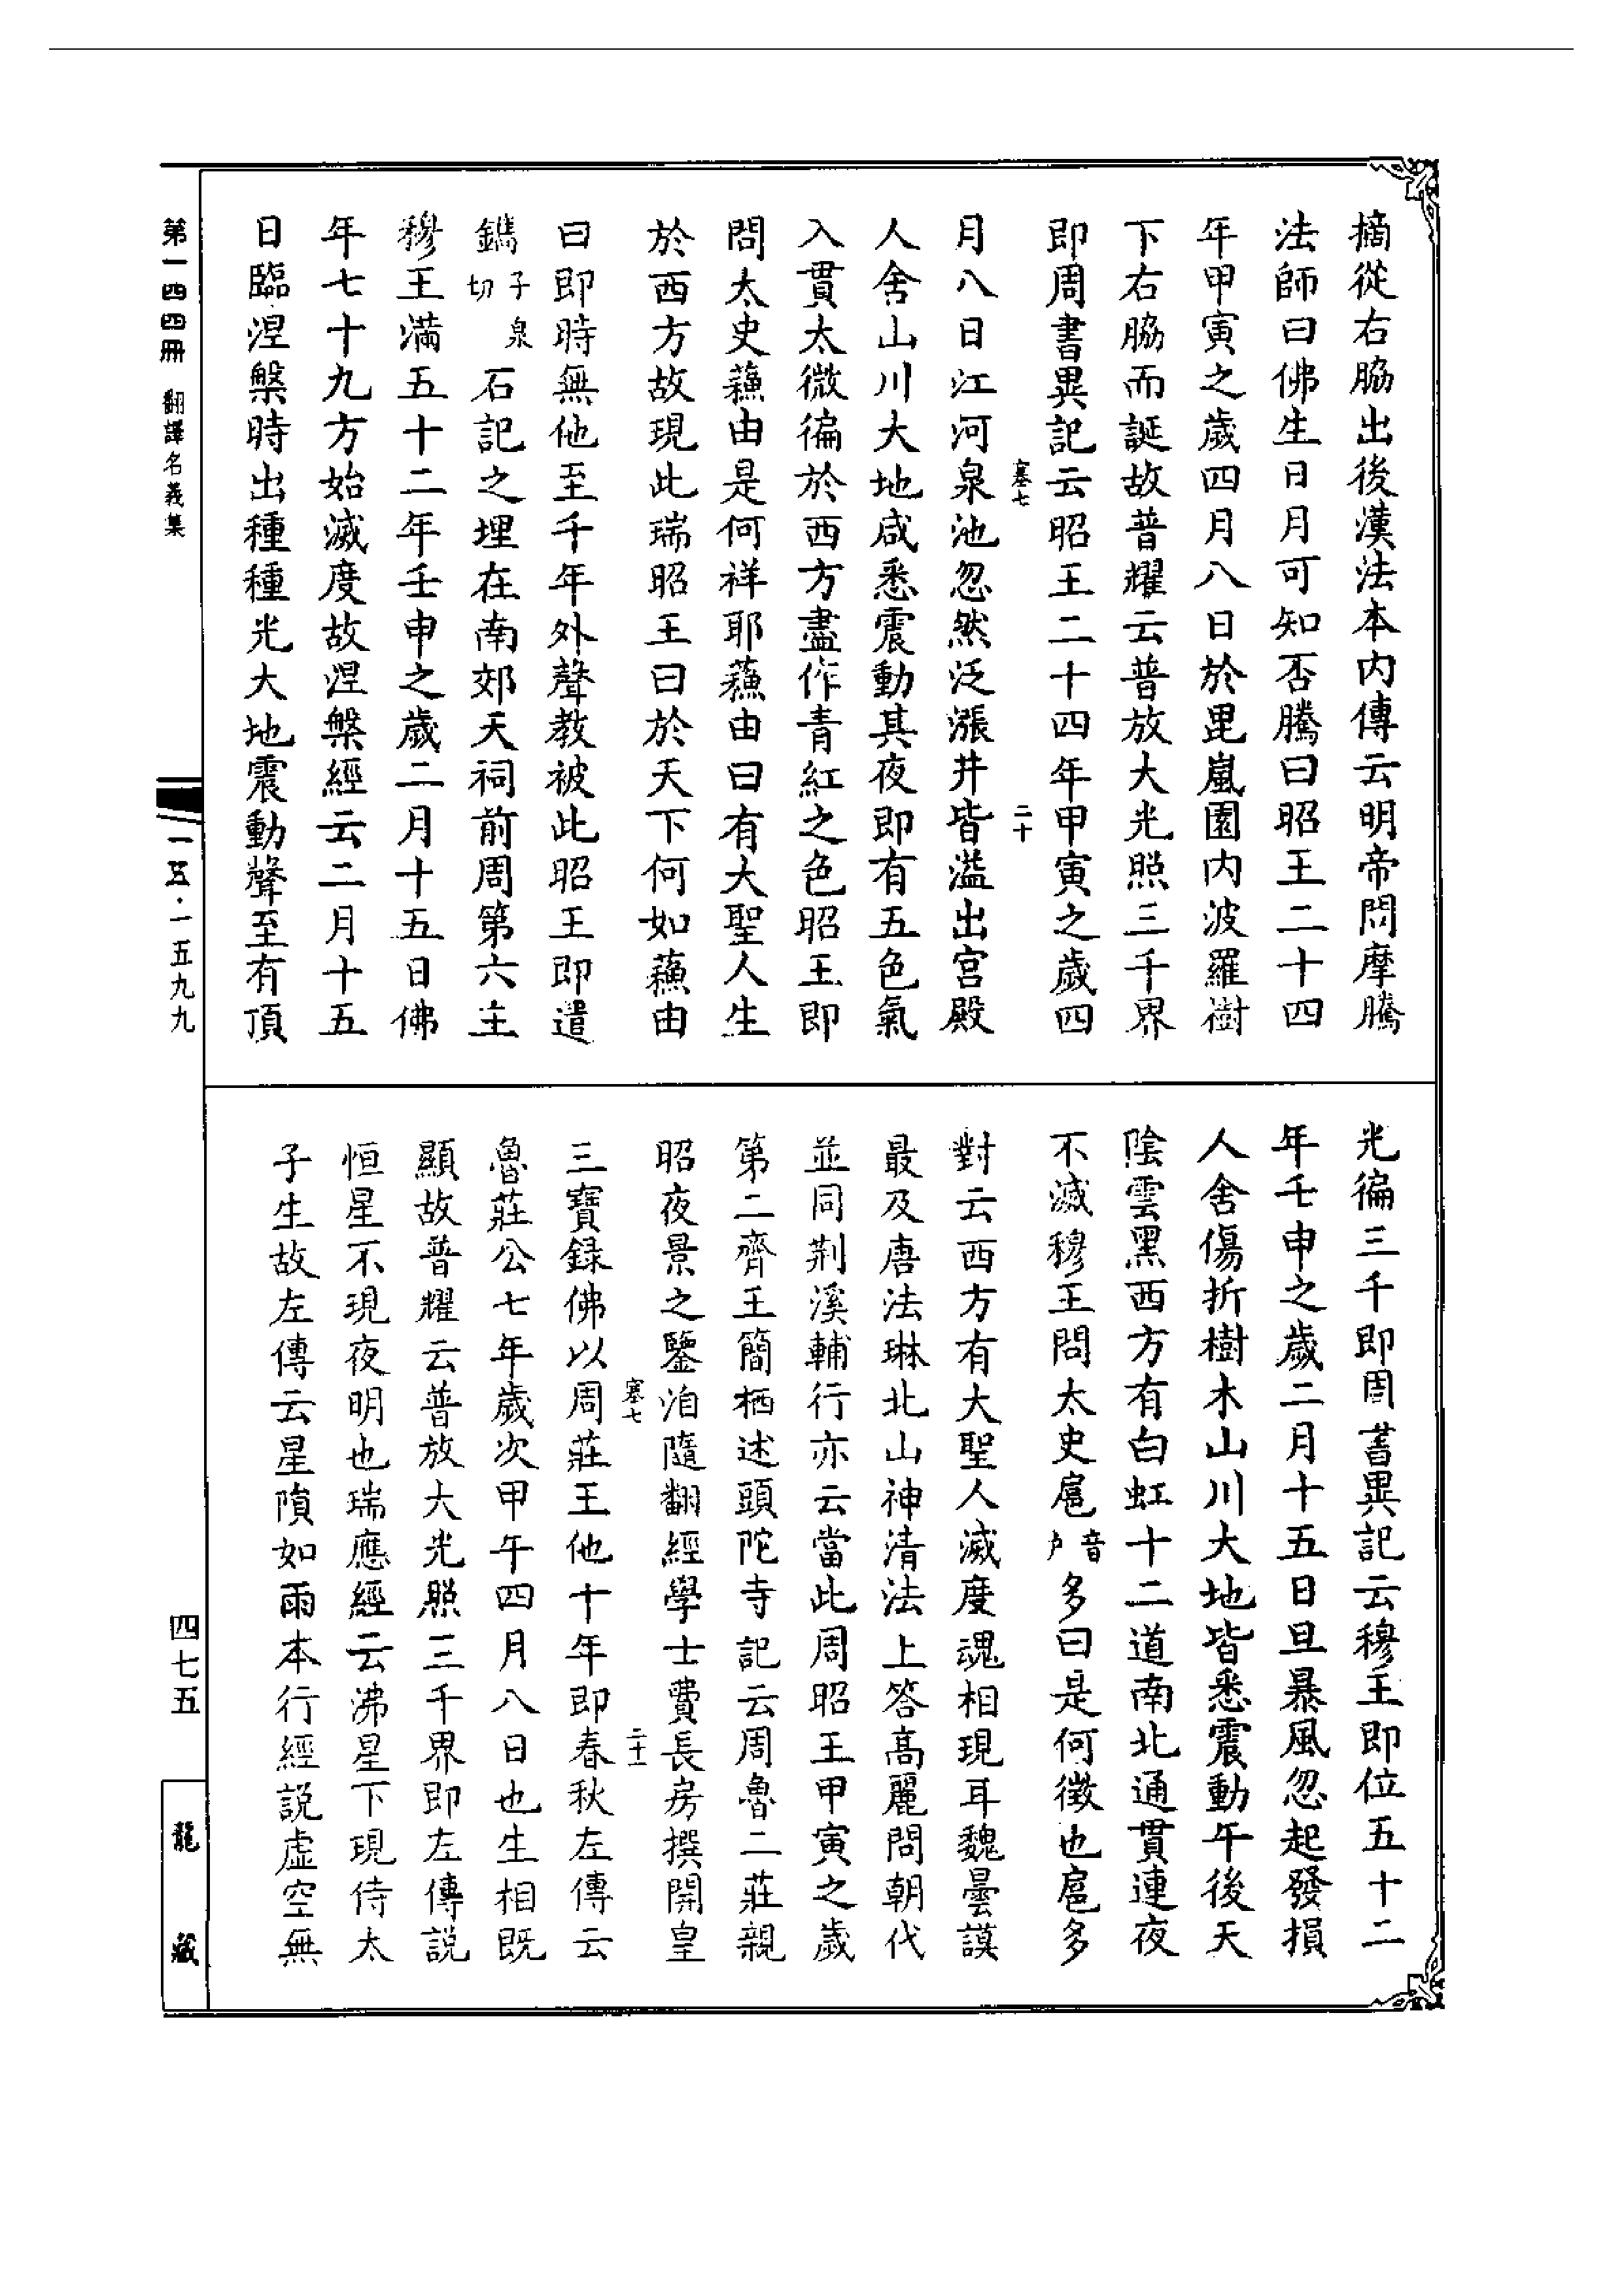 摘從右脇出後漢法本內傳云明帝問摩騰
法師曰佛生日月可知否騰曰昭王二十四
年甲寅之歲四月八日於毘嵐園內波羅樹
下右脇而誕故普耀云普放大光照三千界
即周書異記云昭王二十四年甲寅之歲四
塞七 二十
月八日江河泉池忽然泛漲井皆溢出宮殿
人舍山川大地咸悉震動其夜即有五色氣
入貫太微徧於西方盡作青紅之色昭王即
問太史蘓由是何祥耶蘓由曰有大聖人生
於西方故現此瑞昭王曰於天下何如蘓由
曰即時無他至千年外聲教被此昭王即遣
鐫子泉切石記之埋在南郊天祠前周第六主
穆王滿五十二年壬申之歲二月十五日佛
年七十九方始滅度故涅槃經云二月十五
日臨涅槃時出種種光大地震動聲至有頂
光徧三千即周書異記云穆王即位五十二
年壬申之歲二月十五日旦暴風忽起發損
人舍傷折樹木山川大地皆悉震動午後天
陰雲黑西方有白虹十二道南北通貫連夜
不滅穆王問太史扈音户多曰是何徵也扈多
對云西方有大聖人滅度魂相現耳魏曇謨
最及唐法琳北山神清法上答高麗問朝代
並同荆溪輔行亦云當此周昭王甲寅之歲
第二齊王簡栖述頭陀寺記云周魯二莊親
昭夜景之鑒洎隨翻經學士費長房撰開皇
塞七 二十一
三寶録佛以周莊王他十年即春秋左傳云
魯莊公七年歲次甲午四月八日也生相既
顯故普耀云普放大光照三千界即左傳説
恒星不現夜明也瑞應經云沸星下現侍太
子生故左傳云星隕如雨本行經説虛空無
第一四四冊 翻譯名義集
一五·一五九九
四七五
龍藏